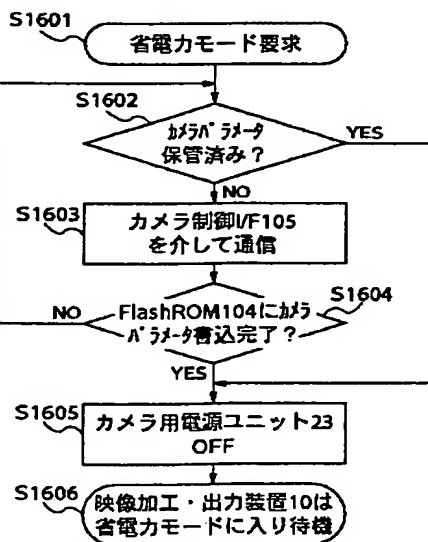 S1601
省電力モード要求
S1602
カメラパラメータ
保管済み？
YES
NO
S1603
カメラ制御I/F105
を介して通信
S1604
NO
FlashROM104にカメラ
パラメータ書込完了？
YES
S1605
カメラ用電源ユニット23
OFF
S1606
映像加工・出力装置10は
省電力モードに入り待機